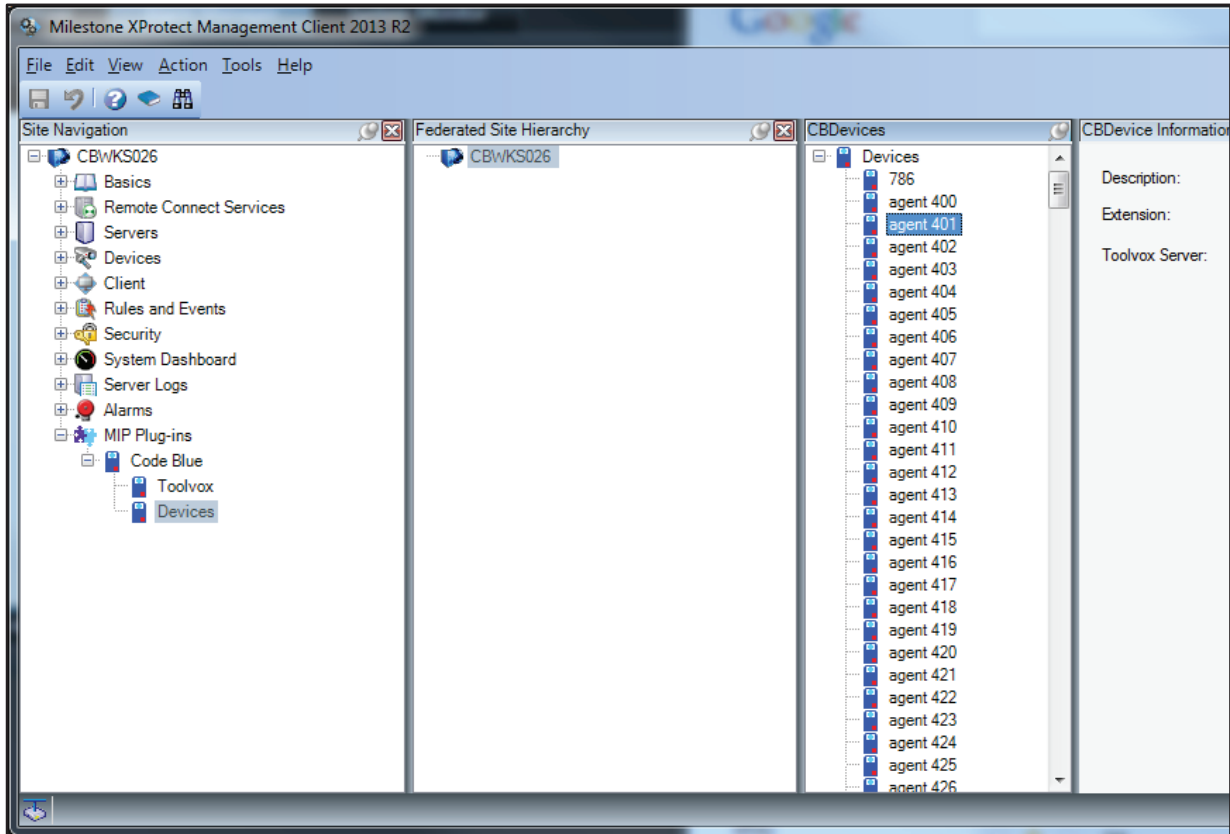 Milestone XProtect Management Client 2013 R2
Google
File Edit View Action Tools Help
Site Navigation
CBWKS026
Basics
Remote Connect Services
Servers
Devices
Client
Rules and Events
Security
System Dashboard
Server Logs
Alarms
MIP Plug-ins
Code Blue
Toolvox
Devices
Federated Site Hierarchy
CBWKS026
CBDevices
Devices
786
agent 400
agent 401
agent 402
agent 403
agent 404
agent 405
agent 406
agent 407
agent 408
agent 409
agent 410
agent 411
agent 412
agent 413
agent 414
agent 415
agent 416
agent 417
agent 418
agent 419
agent 420
agent 421
agent 422
agent 423
agent 424
agent 425
agent 426
CBDevice Information
Description:
Extension:
Toolvox Server: